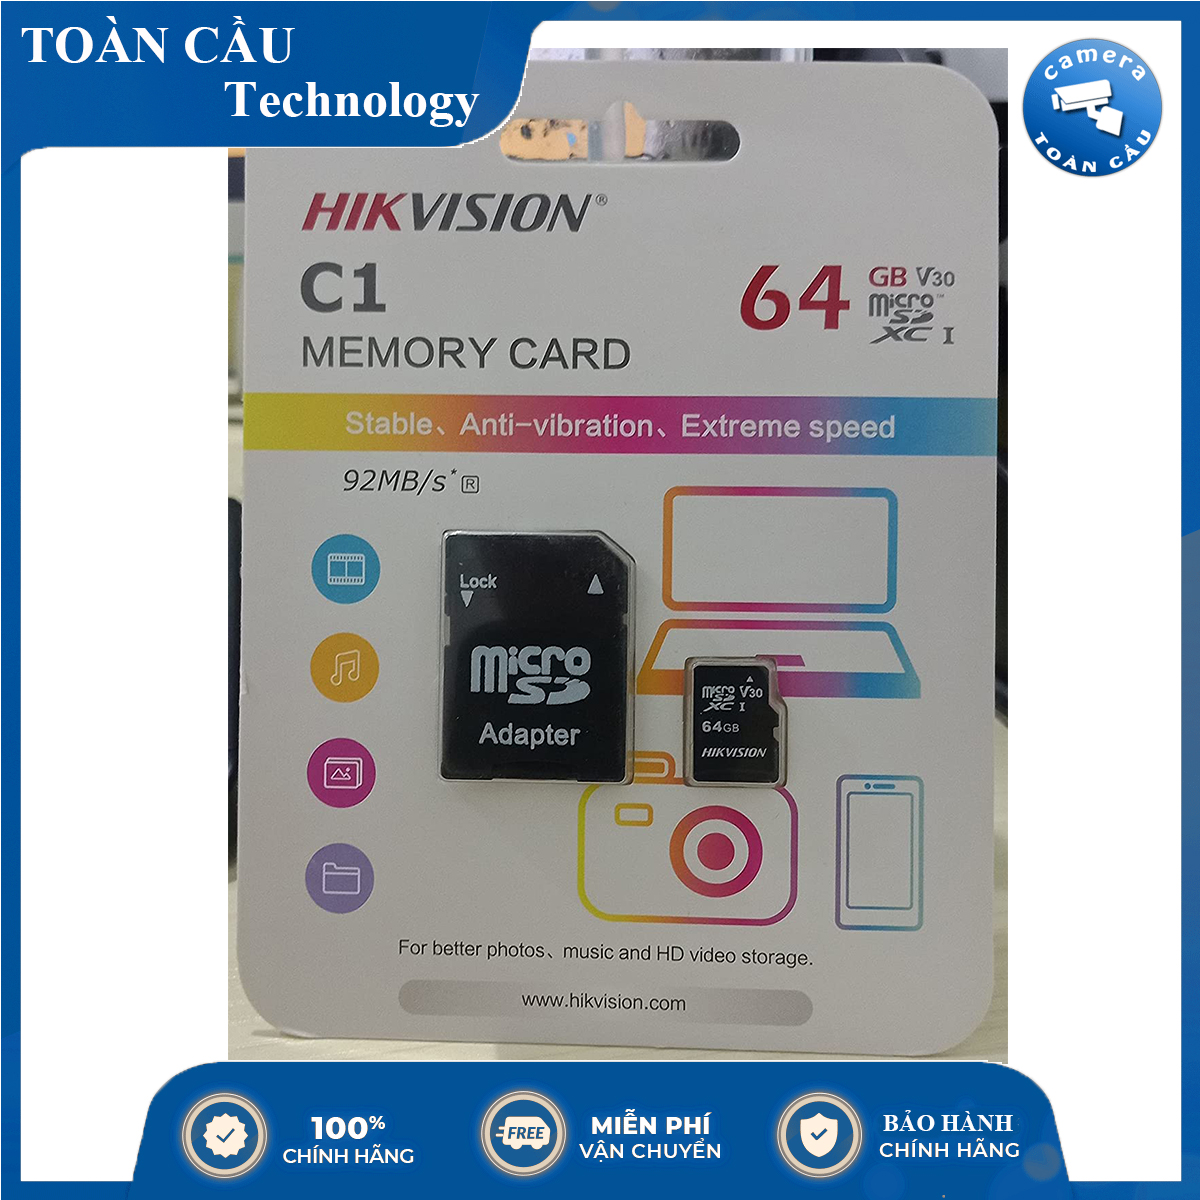 TOÀN CẦU
Technology
camera
TOÀN CẦU
HIKVISION®
C1
MEMORY CARD
64 GB V30
micro™
SD
XC I
Stable、Anti-vibration、Extreme speed
92MB/s* R
Lock
micro
SD
Adapter
micro V30
SD
XC I
64GB
HIKVISION
For better photos、music and HD video storage.
www.hikvision.com
100%
CHÍNH HÃNG
FREE
MIỄN PHÍ
VẬN CHUYỂN
BẢO HÀNH
CHÍNH HÃNG